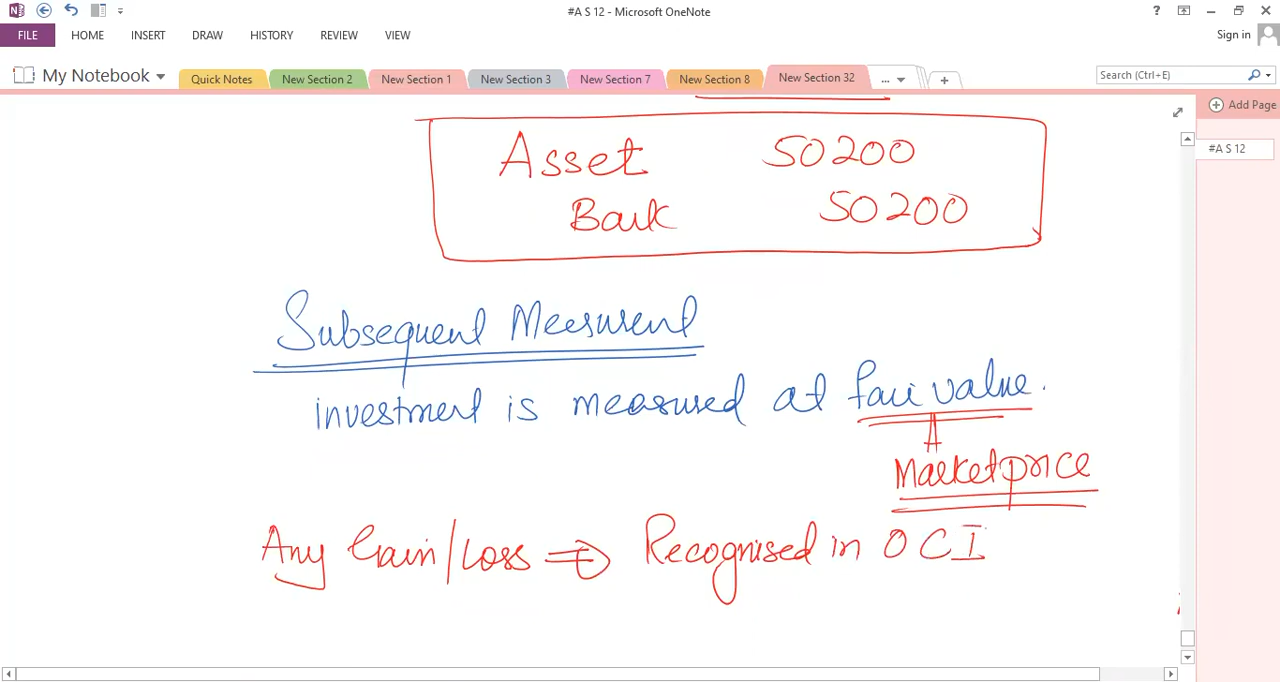 #A S 12 - Microsoft OneNote
?
Sign in
FILE HOME INSERT DRAW HISTORY REVIEW VIEW
My Notebook Quick Notes New Section 2 New Section 1 New Section 3 New Section 7 New Section 8 New Section 32 ... + Search (Ctrl+E)
Add Page
#A S 12
Asset 50200
Bank 50200
Subsequent Measurent
investment is measured at fair value.
Market price
Any Gain/Loss ⇒ Recognised in OCI